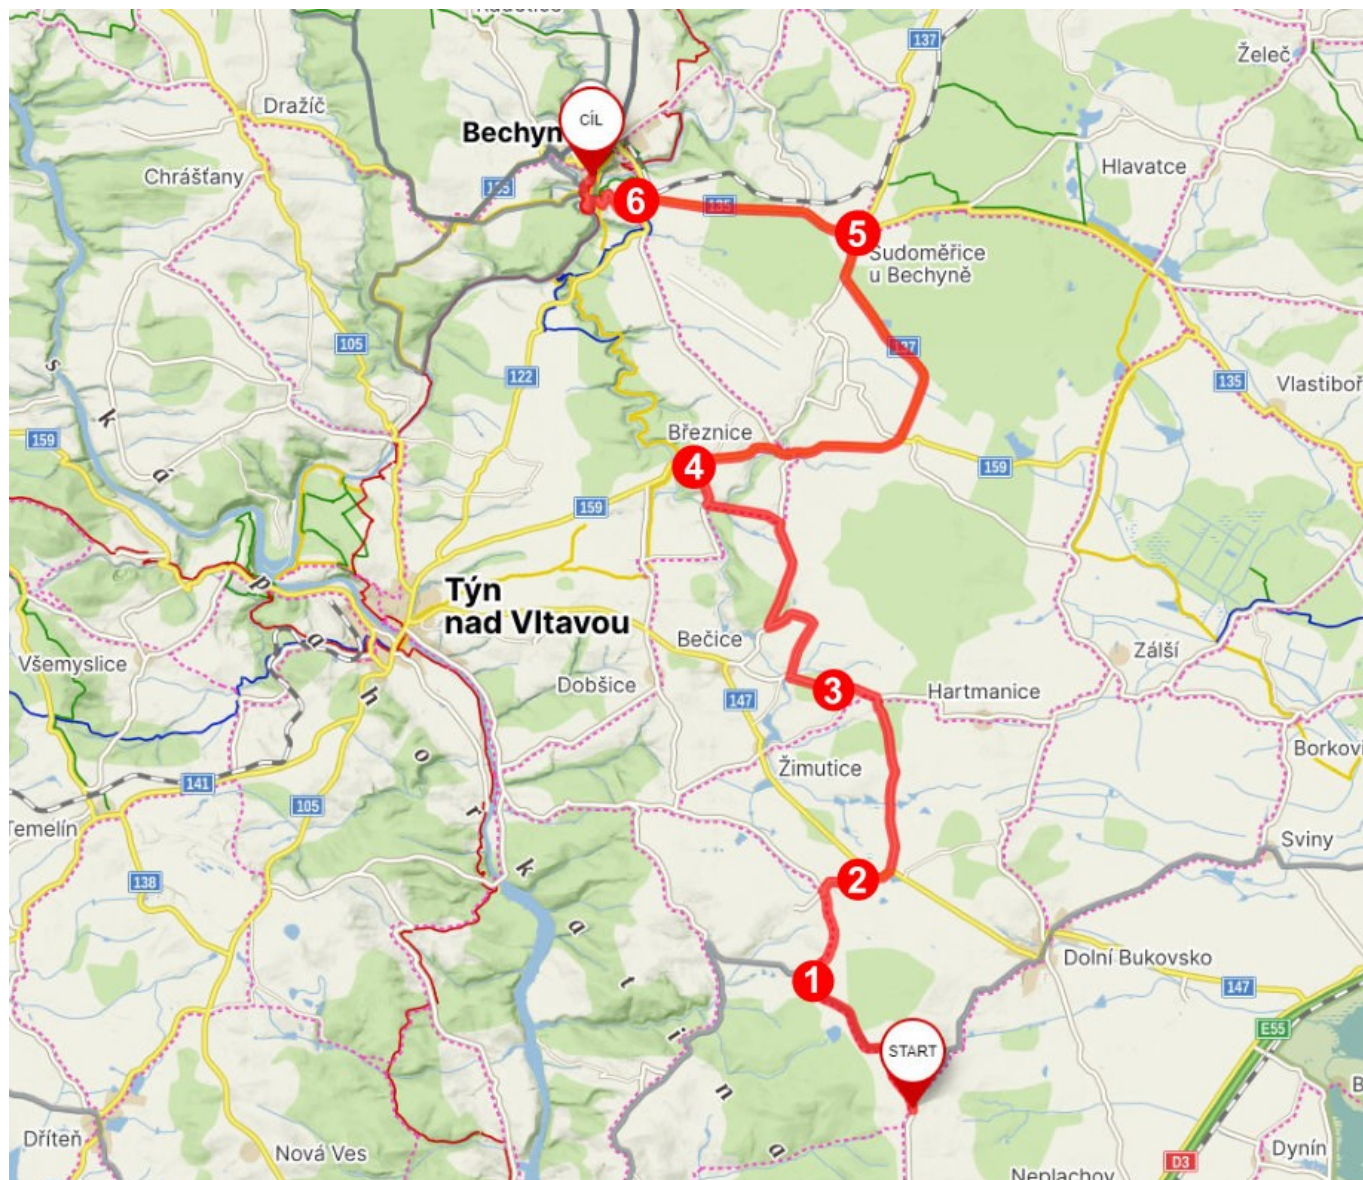 137
Želeč
Dražíč
CÍL
Bechyn
Hlavatce
Chrášťany
135
6
135
5
Sudoměřice
u Bechyně
105
137
122
135
Vlastiboř
s
k
á
159
Březnice
4
159
159
Týn
nad Vltavou
p
a
h
o
r
k
a
t
i
n
a
Bečice
Zálší
Všemyslice
Dobšice
147
3
Hartmanice
Borkovi
Žimutice
141
105
Temelín
Sviny
138
2
Dolní Bukovsko
1
147
E55
START
B
Dříteň
Nová Ves
Dynín
D3
Neplachov